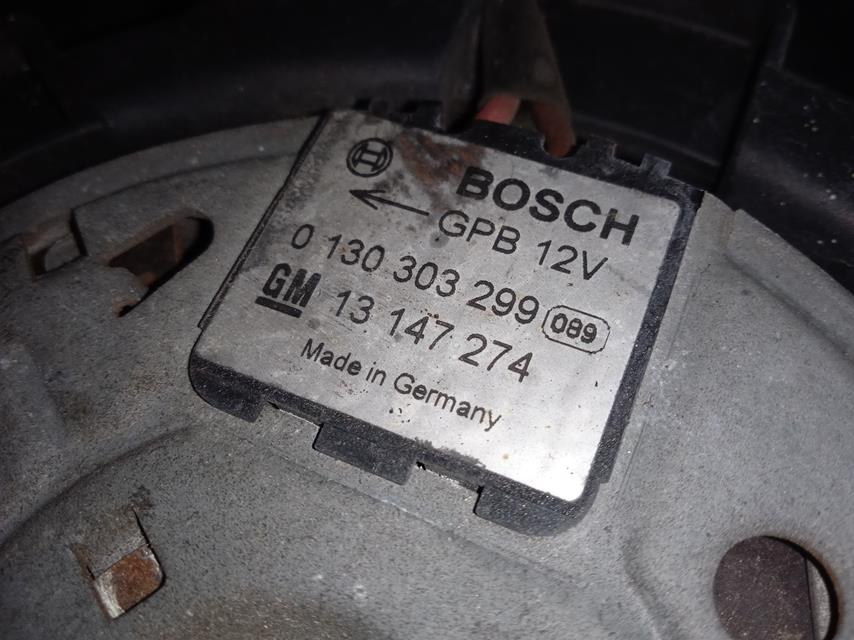 BOSCH
GPB 12V
0 130 303 299 089
GM 13 147 274
Made in Germany